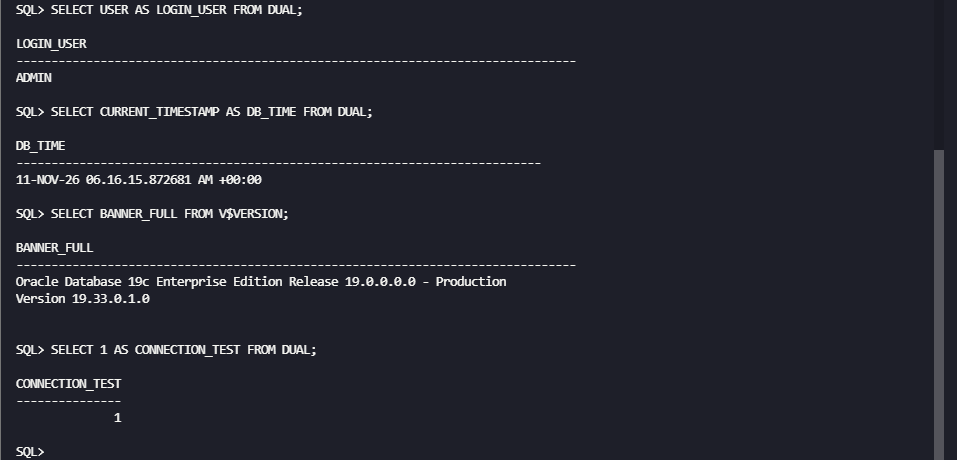 SQL> SELECT USER AS LOGIN_USER FROM DUAL;
LOGIN_USER
--------------------------------------------------------------------------------
ADMIN
SQL> SELECT CURRENT_TIMESTAMP AS DB_TIME FROM DUAL;
DB_TIME
---------------------------------------------------------------------------
11-NOV-26 06.16.15.872681 AM +00:00
SQL> SELECT BANNER_FULL FROM V$VERSION;
BANNER_FULL
--------------------------------------------------------------------------------
Oracle Database 19c Enterprise Edition Release 19.0.0.0.0 - Production
Version 19.33.0.1.0
SQL> SELECT 1 AS CONNECTION_TEST FROM DUAL;
CONNECTION_TEST
---------------
1
SQL>